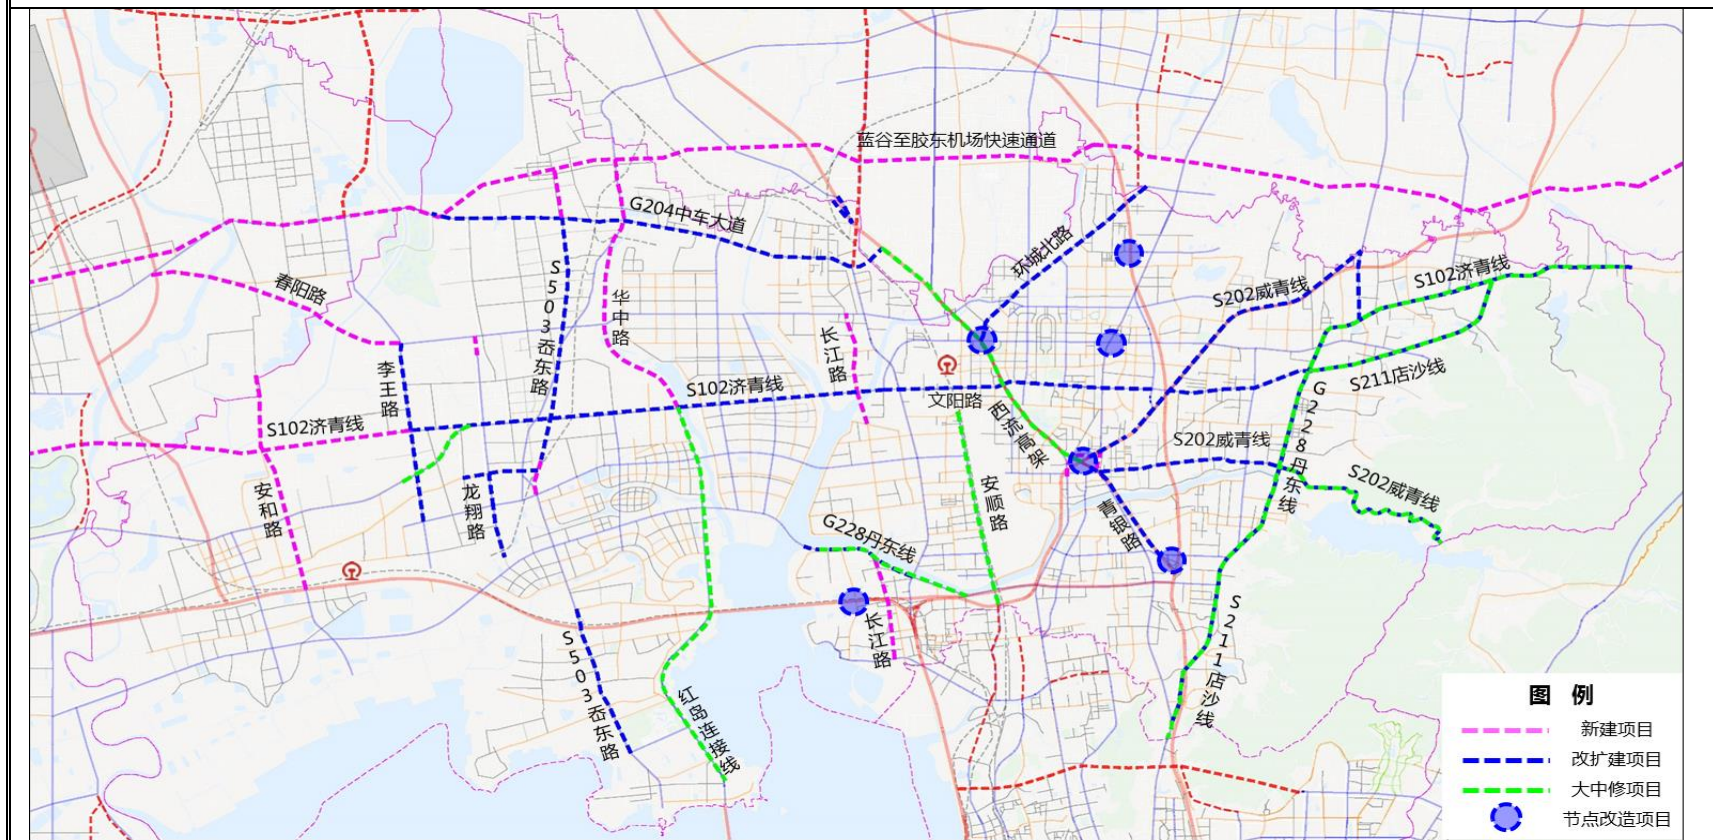 蓝谷至胶东机场快速通道
G204中车大道
环城北路
S102济青线
S202威青线
春阳路
S503岙东路
华中路
长江路
李王路
S102济青线
文阳路
西流高架
S211店沙线
G228丹东线
S102济青线
S202威青线
S202威青线
安和路
龙翔路
安顺路
青银路
G228丹东线
长江路
S211店沙线
S503岙东路
红岛连接线
图 例
新建项目
改扩建项目
大中修项目
节点改造项目